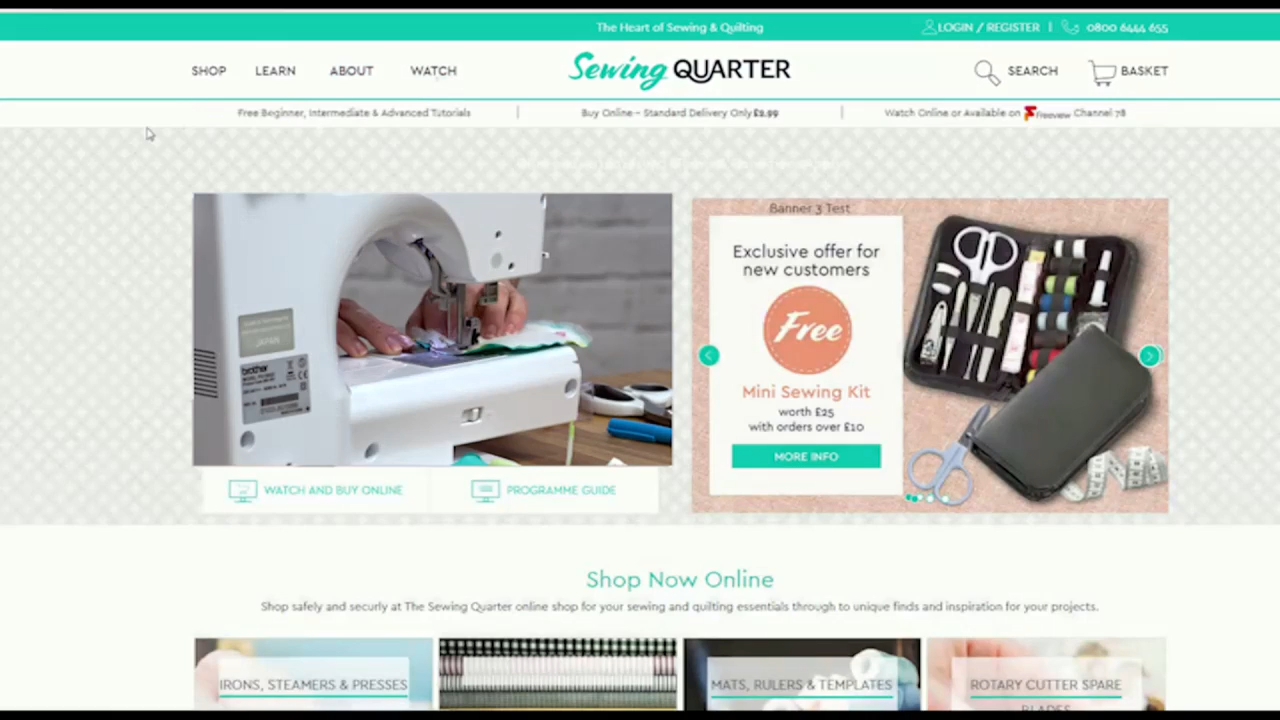 The Heart of Sewing & Quilting
LOGIN / REGISTER | 0800 6444 655
SHOP LEARN ABOUT WATCH
Sewing QUARTER
SEARCH BASKET
Free Beginner, Intermediate & Advanced Tutorials | Buy Online - Standard Delivery Only £2.99 | Watch Online or Available on Freeview Channel 78
JAPAN
brother
Banner 3 Test
Exclusive offer for
new customers
Free
Mini Sewing Kit
worth £25
with orders over £10
MORE INFO
WATCH AND BUY ONLINE
PROGRAMME GUIDE
Shop Now Online
Shop safely and securly at The Sewing Quarter online shop for your sewing and quilting essentials through to unique finds and inspiration for your projects.
IRONS, STEAMERS & PRESSES
MATS, RULERS & TEMPLATES
ROTARY CUTTER SPARE
BLADES